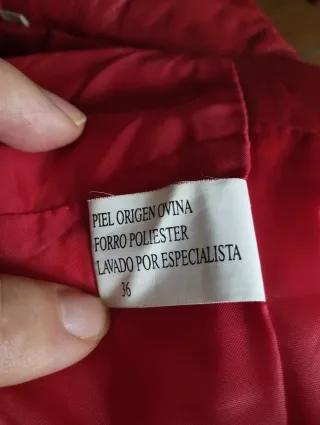 PIEL ORIGEN OVINA
FORRO POLIESTER
LAVADO POR ESPECIALISTA
36